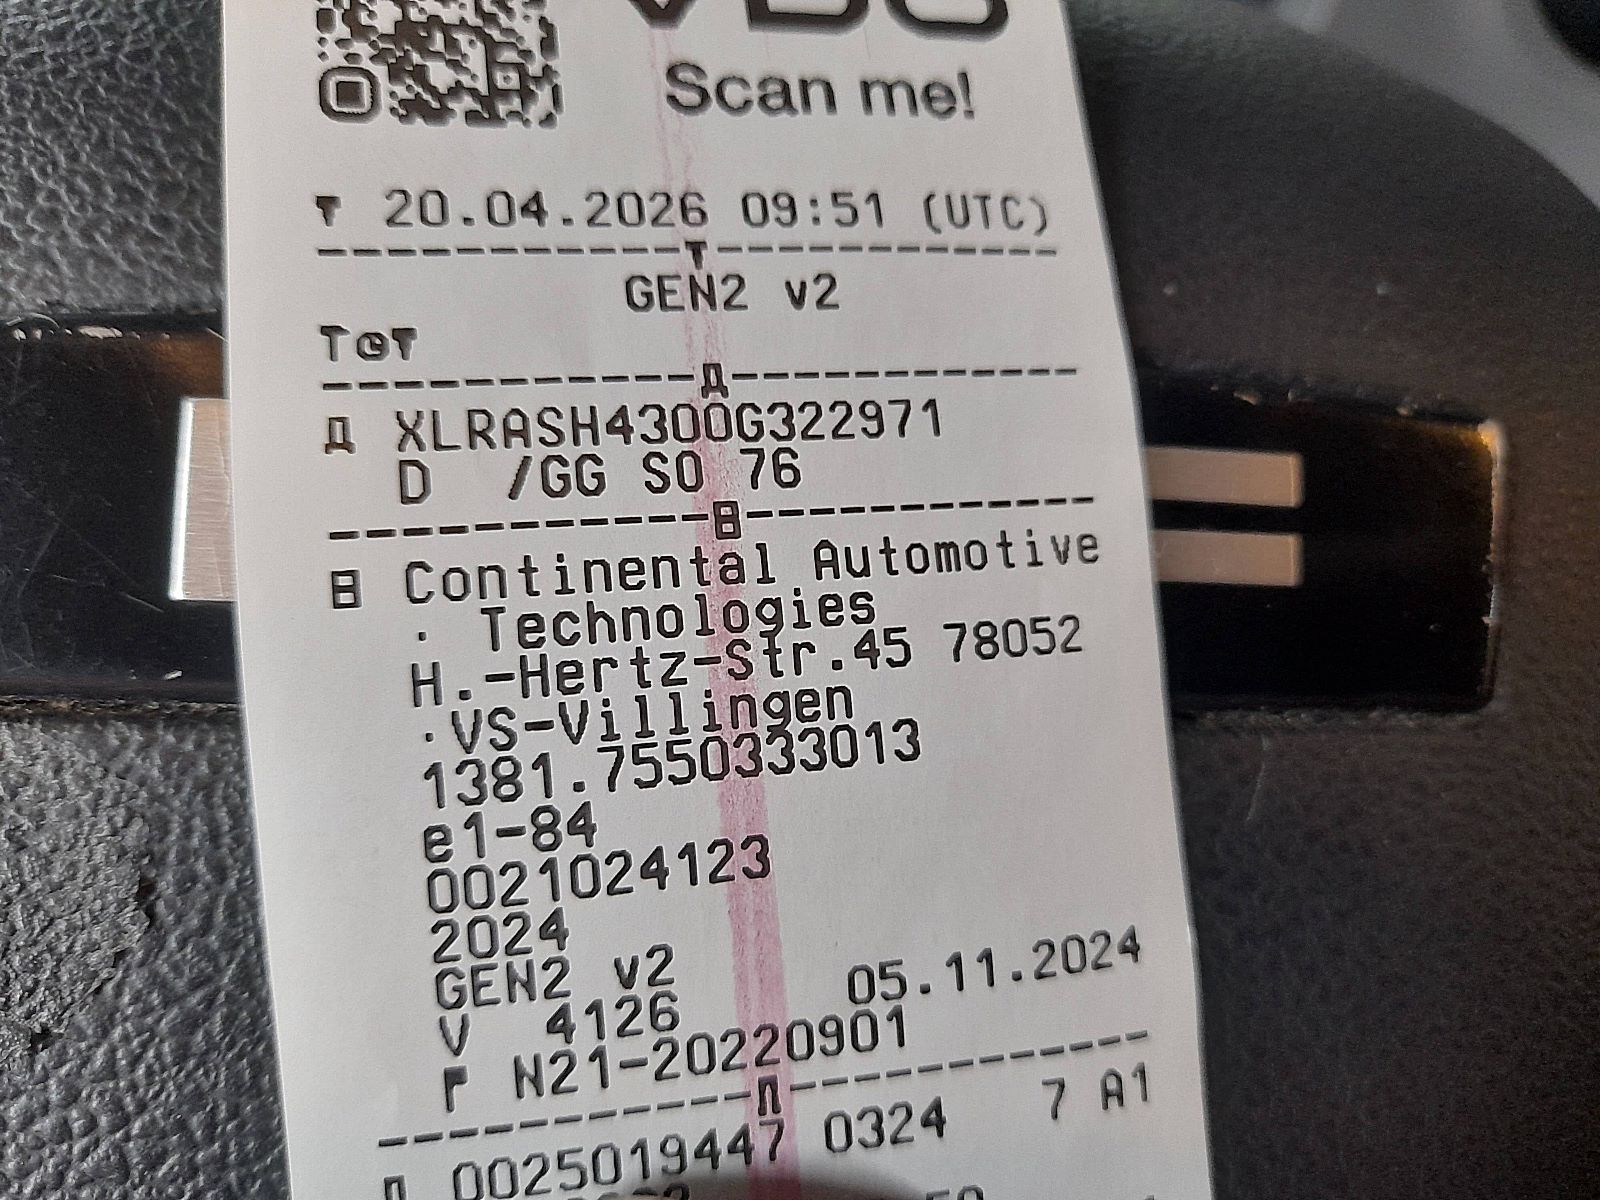 VDO
Scan me!
20.04.2026 09:51 (UTC)
GEN2 v2
XLRASH4300G322971
D /GG SO 76
Continental Automotive
. Technologies
H.-Hertz-Str.45 78052
.VS-Villingen
1381.7550333013
e1-84
0021024123
2024
GEN2 v2
V 4126 05.11.2024
N21-20220901
0025019447 0324 7 A1